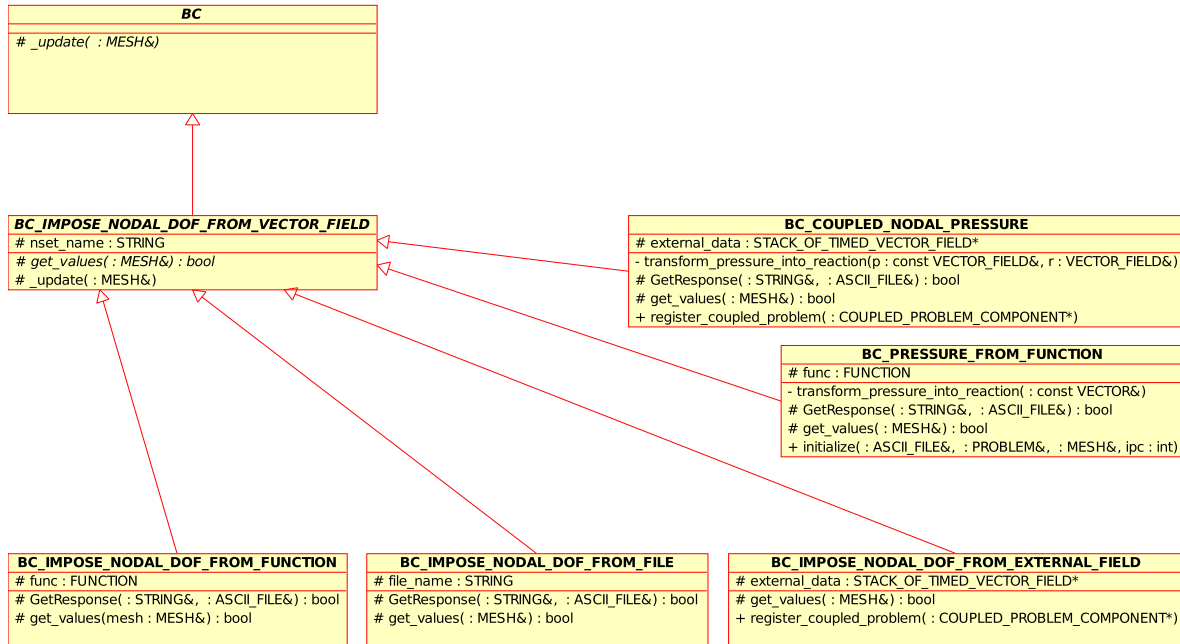 BC
# _update(  : MESH&)
BC_IMPOSE_NODAL_DOF_FROM_VECTOR_FIELD
# nset_name : STRING
# get_values( : MESH&) : bool
# _update( : MESH&)
BC_COUPLED_NODAL_PRESSURE
# external_data : STACK_OF_TIMED_VECTOR_FIELD*
- transform_pressure_into_reaction(p : const VECTOR_FIELD&, r : VECTOR_FIELD&)
# GetResponse( : STRING&,  : ASCII_FILE&) : bool
# get_values( : MESH&) : bool
+ register_coupled_problem( : COUPLED_PROBLEM_COMPONENT*)
BC_PRESSURE_FROM_FUNCTION
# func : FUNCTION
- transform_pressure_into_reaction( : const VECTOR&)
# GetResponse( : STRING&,  : ASCII_FILE&) : bool
# get_values( : MESH&) : bool
+ initialize( : ASCII_FILE&,  : PROBLEM&,  : MESH&, ipc : int)
BC_IMPOSE_NODAL_DOF_FROM_FUNCTION
# func : FUNCTION
# GetResponse( : STRING&,  : ASCII_FILE&) : bool
# get_values(mesh : MESH&) : bool
BC_IMPOSE_NODAL_DOF_FROM_FILE
# file_name : STRING
# GetResponse( : STRING&,  : ASCII_FILE&) : bool
# get_values( : MESH&) : bool
BC_IMPOSE_NODAL_DOF_FROM_EXTERNAL_FIELD
# external_data : STACK_OF_TIMED_VECTOR_FIELD*
# get_values( : MESH&) : bool
+ register_coupled_problem( : COUPLED_PROBLEM_COMPONENT*)